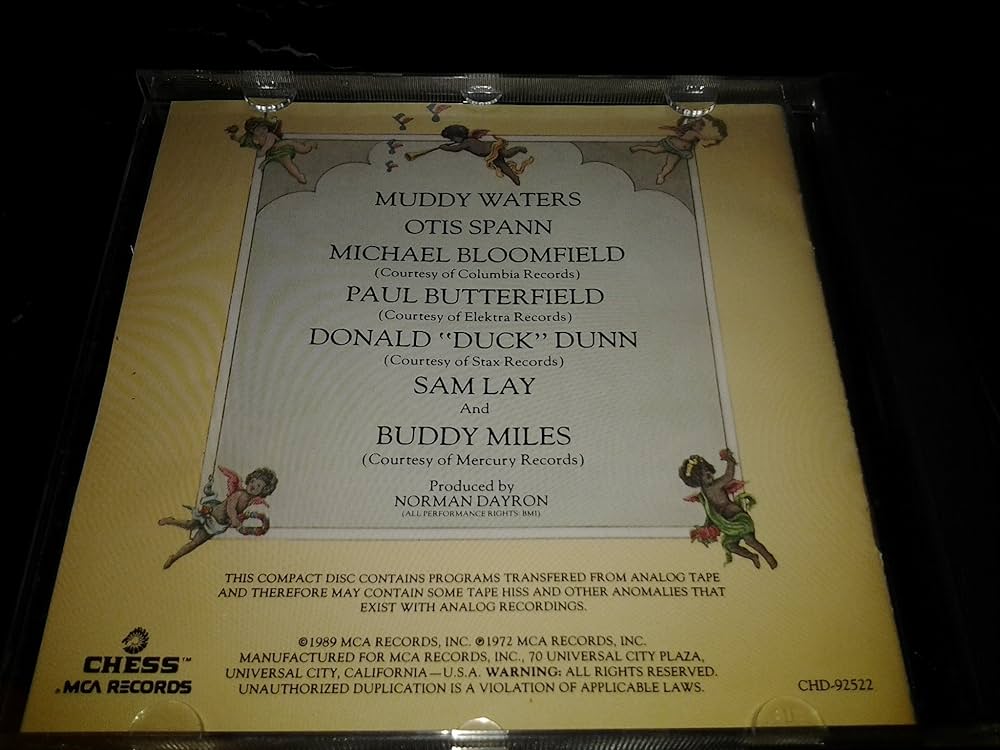 MUDDY WATERS
OTIS SPANN
MICHAEL BLOOMFIELD
(Courtesy of Columbia Records)
PAUL BUTTERFIELD
(Courtesy of Elektra Records)
DONALD “DUCK” DUNN
(Courtesy of Stax Records)
SAM LAY
And
BUDDY MILES
(Courtesy of Mercury Records)
Produced by
NORMAN DAYRON
(ALL PERFORMANCE RIGHTS: BMI)
THIS COMPACT DISC CONTAINS PROGRAMS TRANSFERED FROM ANALOG TAPE
AND THEREFORE MAY CONTAIN SOME TAPE HISS AND OTHER ANOMALIES THAT
EXIST WITH ANALOG RECORDINGS.
©1989 MCA RECORDS, INC. ℗1972 MCA RECORDS, INC.
MANUFACTURED FOR MCA RECORDS, INC., 70 UNIVERSAL CITY PLAZA,
UNIVERSAL CITY, CALIFORNIA—U.S.A. WARNING: ALL RIGHTS RESERVED.
UNAUTHORIZED DUPLICATION IS A VIOLATION OF APPLICABLE LAWS.
CHESS™
MCA RECORDS
CHD-92522